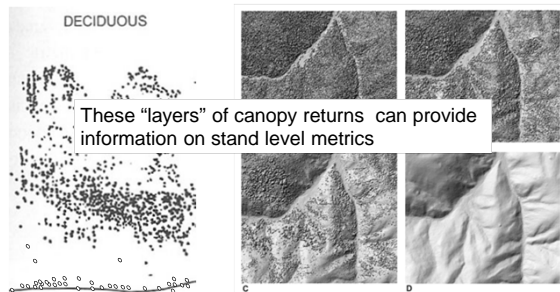 DECIDUOUS
These “layers” of canopy returns can provide
information on stand level metrics
C
D